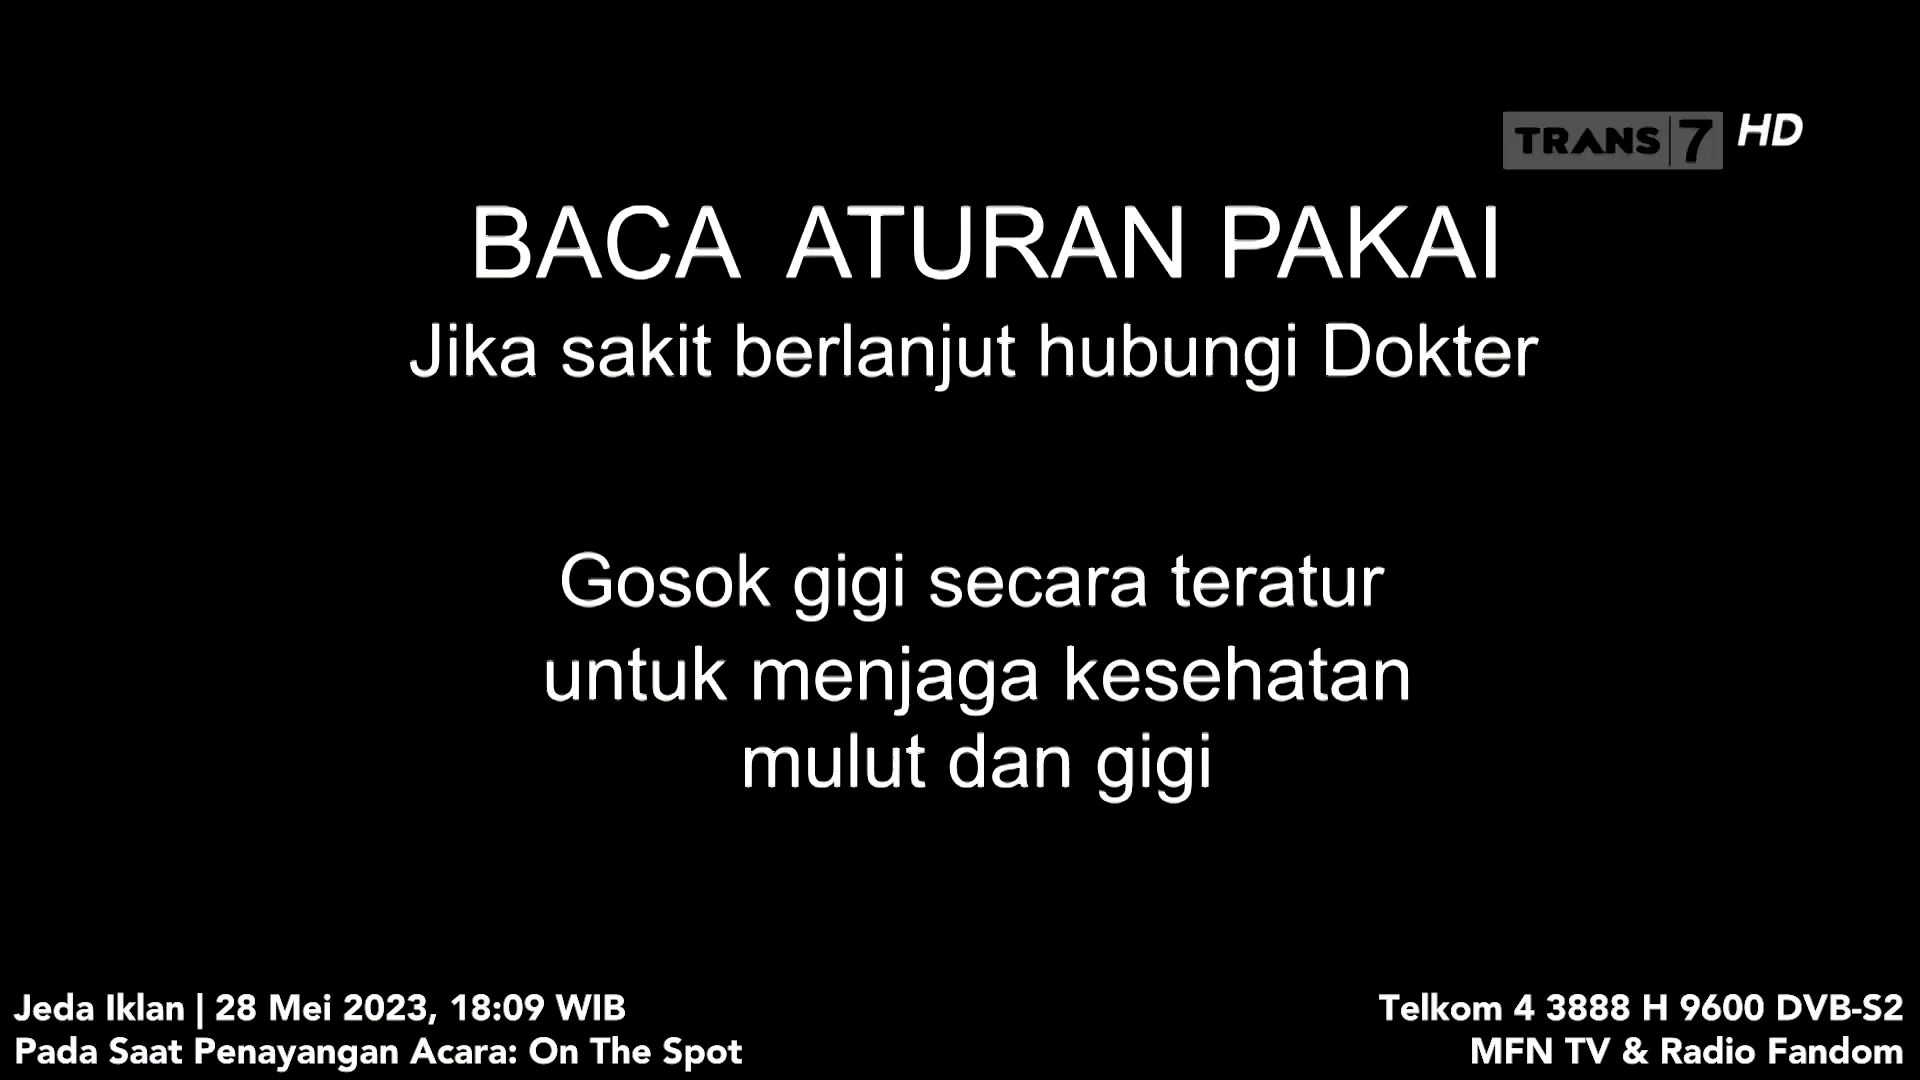 TRANS|7 HD
BACA ATURAN PAKAI
Jika sakit berlanjut hubungi Dokter
Gosok gigi secara teratur
untuk menjaga kesehatan
mulut dan gigi
Jeda Iklan | 28 Mei 2023, 18:09 WIB
Pada Saat Penayangan Acara: On The Spot
Telkom 4 3888 H 9600 DVB-S2
MFN TV & Radio Fandom